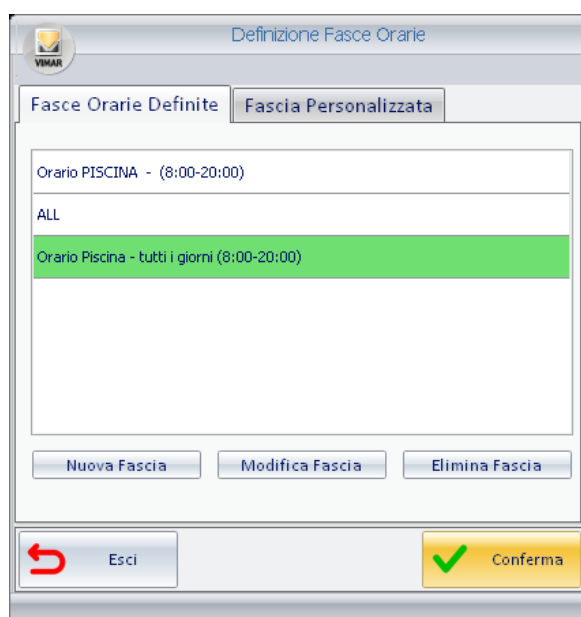 Definizione Fasce Orarie
VIMAR
Fasce Orarie Definite
Fascia Personalizzata
Orario PISCINA - (8:00-20:00)
ALL
Orario Piscina - tutti i giorni (8:00-20:00)
Nuova Fascia
Modifica Fascia
Elimina Fascia
Esci
Conferma